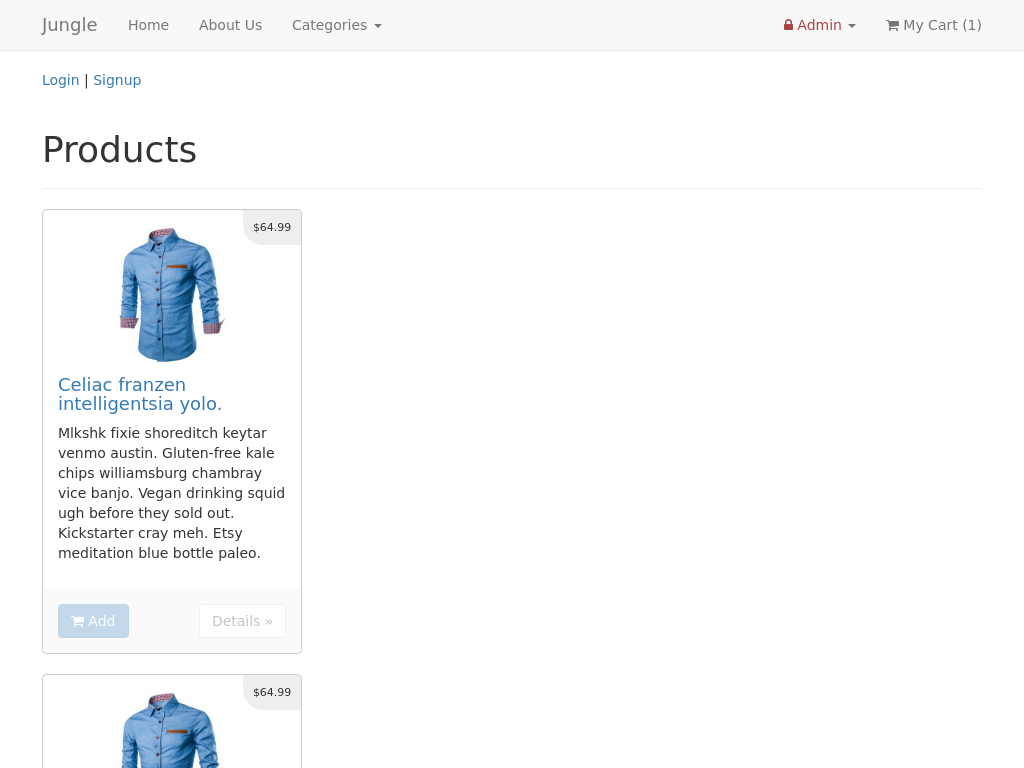 Jungle Home About Us Categories Admin My Cart (1)
Login | Signup
Products
$64.99
Celiac franzen
intelligentsia yolo.
Mlkshk fixie shoreditch keytar
venmo austin. Gluten-free kale
chips williamsburg chambray
vice banjo. Vegan drinking squid
ugh before they sold out.
Kickstarter cray meh. Etsy
meditation blue bottle paleo.
Add Details »
$64.99